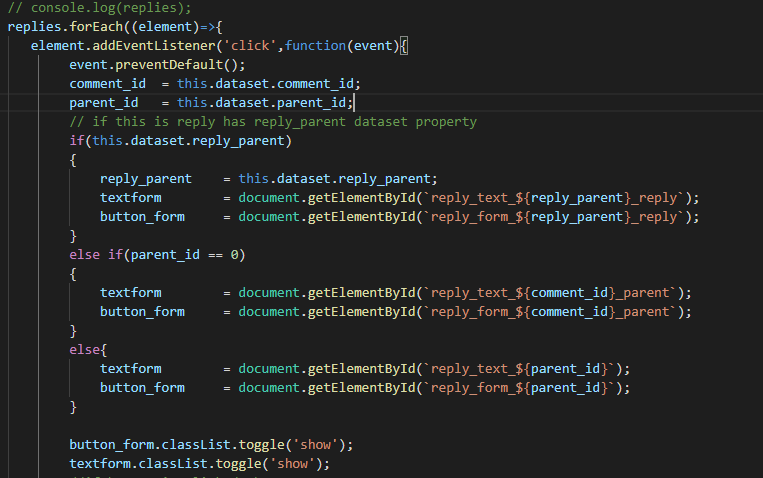 // console.log(replies);
replies.forEach((element)=>{
element.addEventListener('click',function(event){
event.preventDefault();
comment_id = this.dataset.comment_id;
parent_id = this.dataset.parent_id;
// if this is reply has reply_parent dataset property
if(this.dataset.reply_parent)
{
reply_parent = this.dataset.reply_parent;
textform = document.getElementById(`reply_text_${reply_parent}_reply`);
button_form = document.getElementById(`reply_form_${reply_parent}_reply`);
}
else if(parent_id == 0)
{
textform = document.getElementById(`reply_text_${comment_id}_parent`);
button_form = document.getElementById(`reply_form_${comment_id}_parent`);
}
else{
textform = document.getElementById(`reply_text_${parent_id}`);
button_form = document.getElementById(`reply_form_${parent_id}`);
}
button_form.classList.toggle('show');
textform.classList.toggle('show');